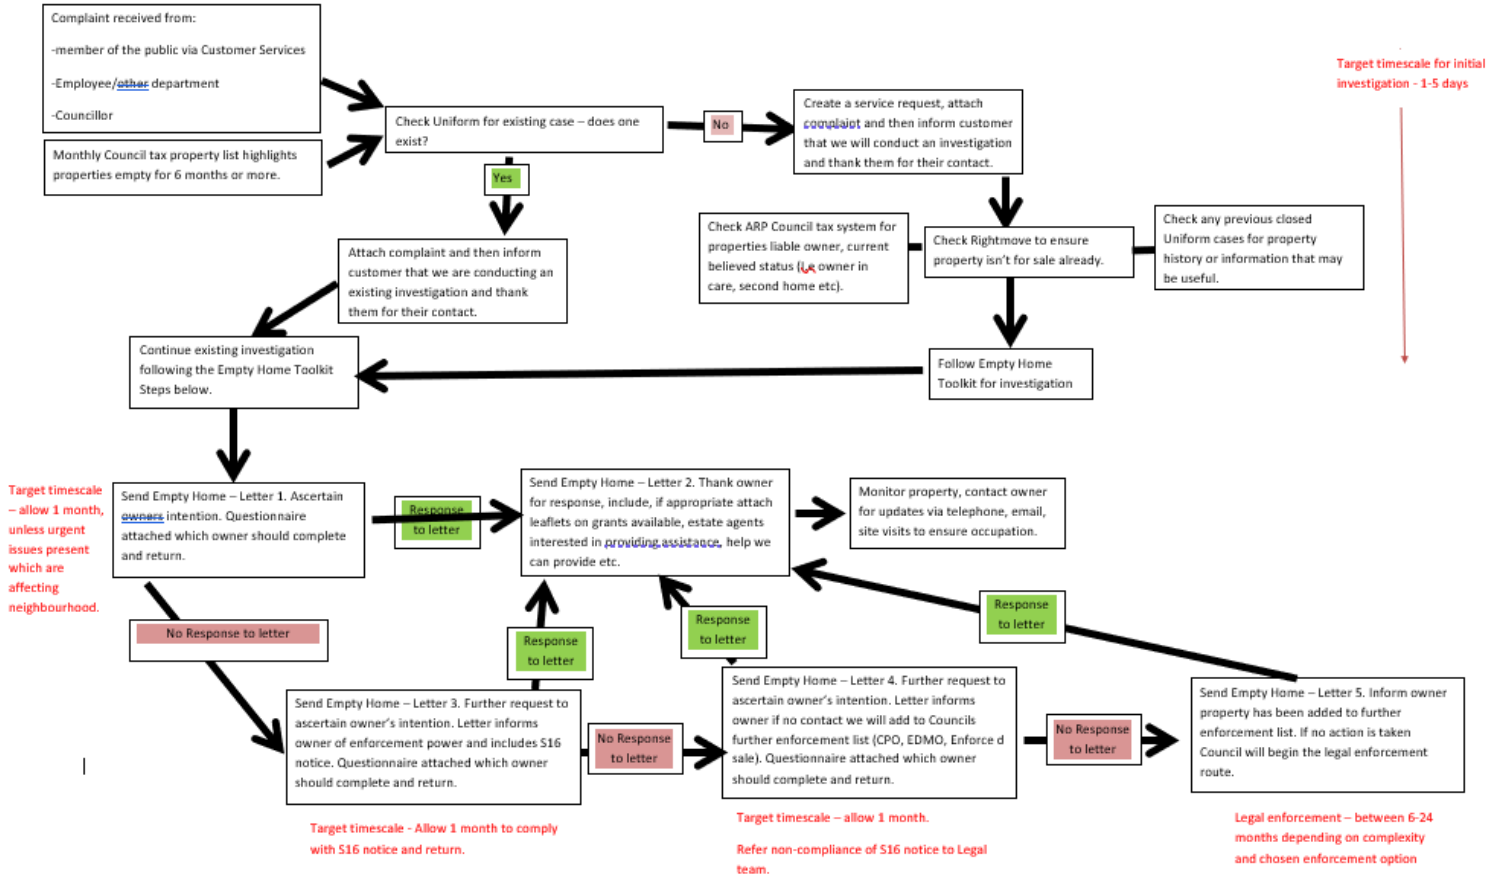 Complaint received from:
-member of the public via Customer Services
-Employee/other department
-Councillor
Monthly Council tax property list highlights
properties empty for 6 months or more.
Check Uniform for existing case – does one
exist?
No
Yes
Create a service request, attach
complaint and then inform customer
that we will conduct an investigation
and thank them for their contact.
Target timescale for initial
investigation - 1-5 days
Attach complaint and then inform
customer that we are conducting an
existing investigation and thank
them for their contact.
Check ARP Council tax system for
properties liable owner, current
believed status (i.e owner in
care, second home etc).
Check Rightmove to ensure
property isn't for sale already.
Check any previous closed
Uniform cases for property
history or information that may
be useful.
Continue existing investigation
following the Empty Home Toolkit
Steps below.
Follow Empty Home
Toolkit for investigation
Target timescale
– allow 1 month,
unless urgent
issues present
which are
affecting
neighbourhood.
Send Empty Home – Letter 1. Ascertain
owners intention. Questionnaire
attached which owner should complete
and return.
Response
to letter
Send Empty Home – Letter 2. Thank owner
for response, include, if appropriate attach
leaflets on grants available, estate agents
interested in providing assistance, help we
can provide etc.
Monitor property, contact owner
for updates via telephone, email,
site visits to ensure occupation.
No Response to letter
Response
to letter
Response
to letter
Response
to letter
Send Empty Home – Letter 3. Further request to
ascertain owner's intention. Letter informs
owner of enforcement power and includes S16
notice. Questionnaire attached which owner
should complete and return.
No Response
to letter
Send Empty Home – Letter 4. Further request to
ascertain owner's intention. Letter informs
owner if no contact we will add to Councils
further enforcement list (CPO, EDMO, Enforce d
sale). Questionnaire attached which owner
should complete and return.
No Response
to letter
Send Empty Home – Letter 5. Inform owner
property has been added to further
enforcement list. If no action is taken
Council will begin the legal enforcement
route.
Target timescale - Allow 1 month to comply
with S16 notice and return.
Target timescale – allow 1 month.
Refer non-compliance of S16 notice to Legal
team.
Legal enforcement – between 6-24
months depending on complexity
and chosen enforcement option